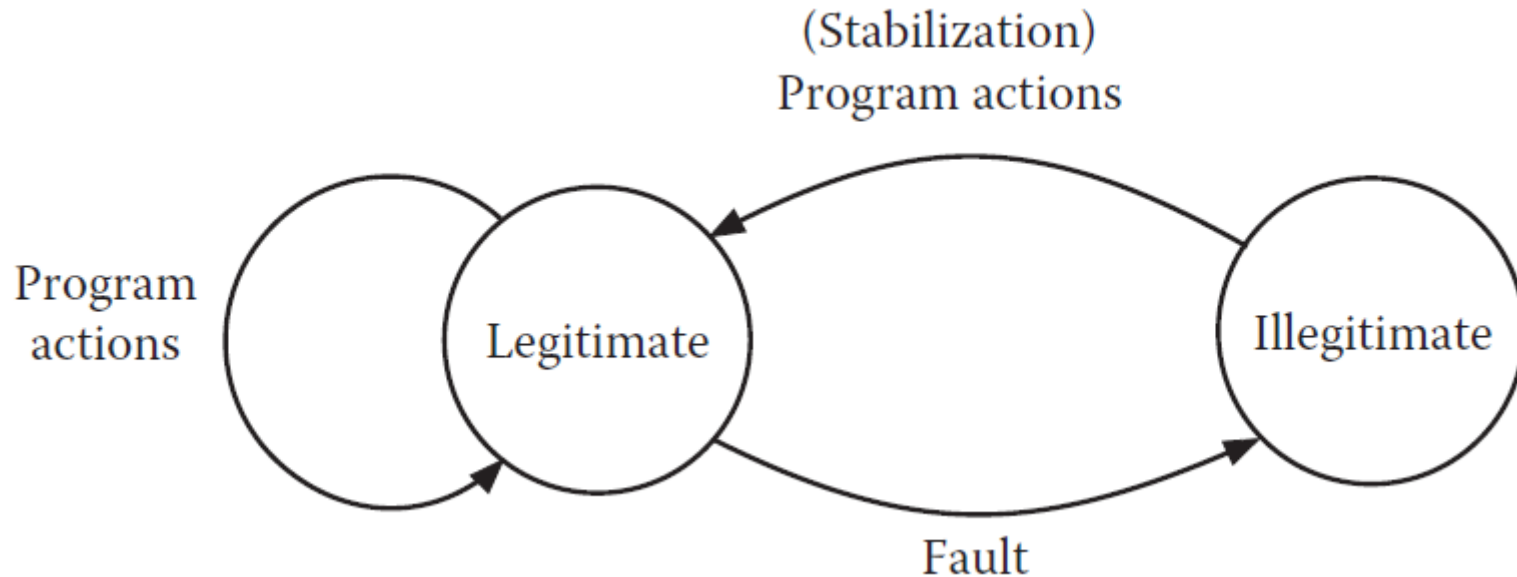 (Stabilization)
Program actions
Program
actions
Legitimate
Illegitimate
Fault